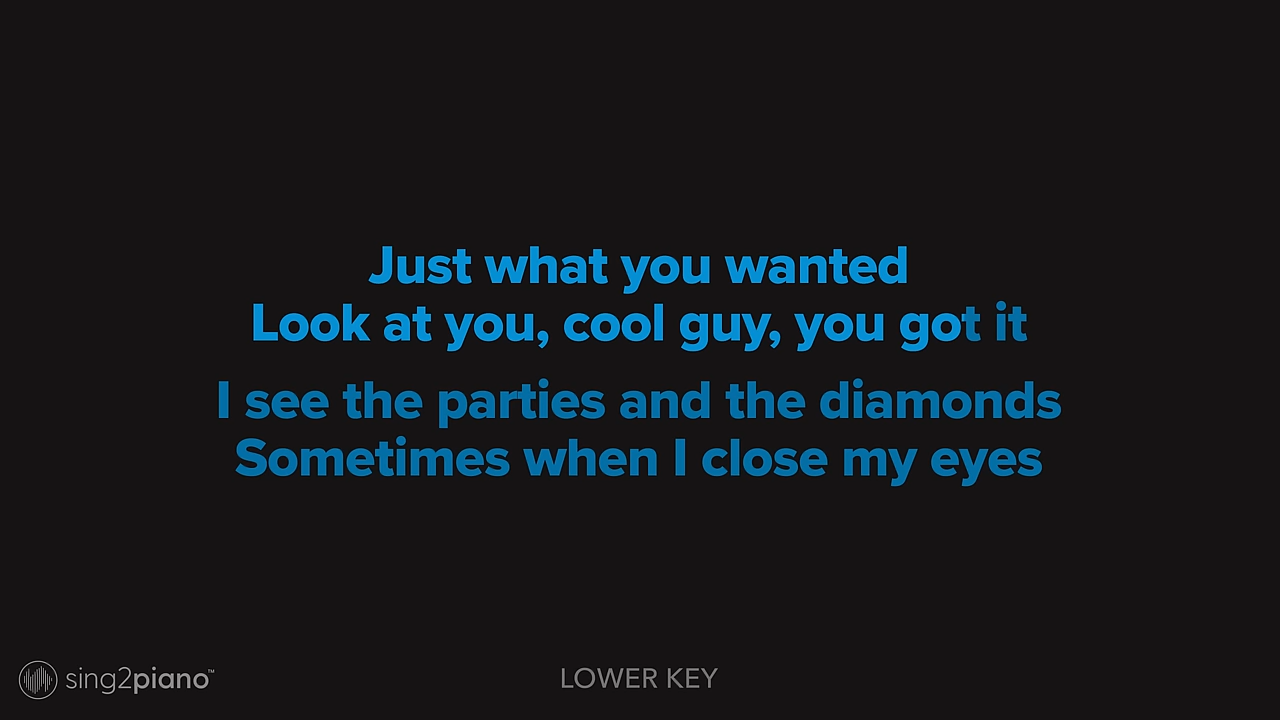 Just what you wanted
Look at you, cool guy, you got it
I see the parties and the diamonds
Sometimes when I close my eyes
sing2piano™
LOWER KEY